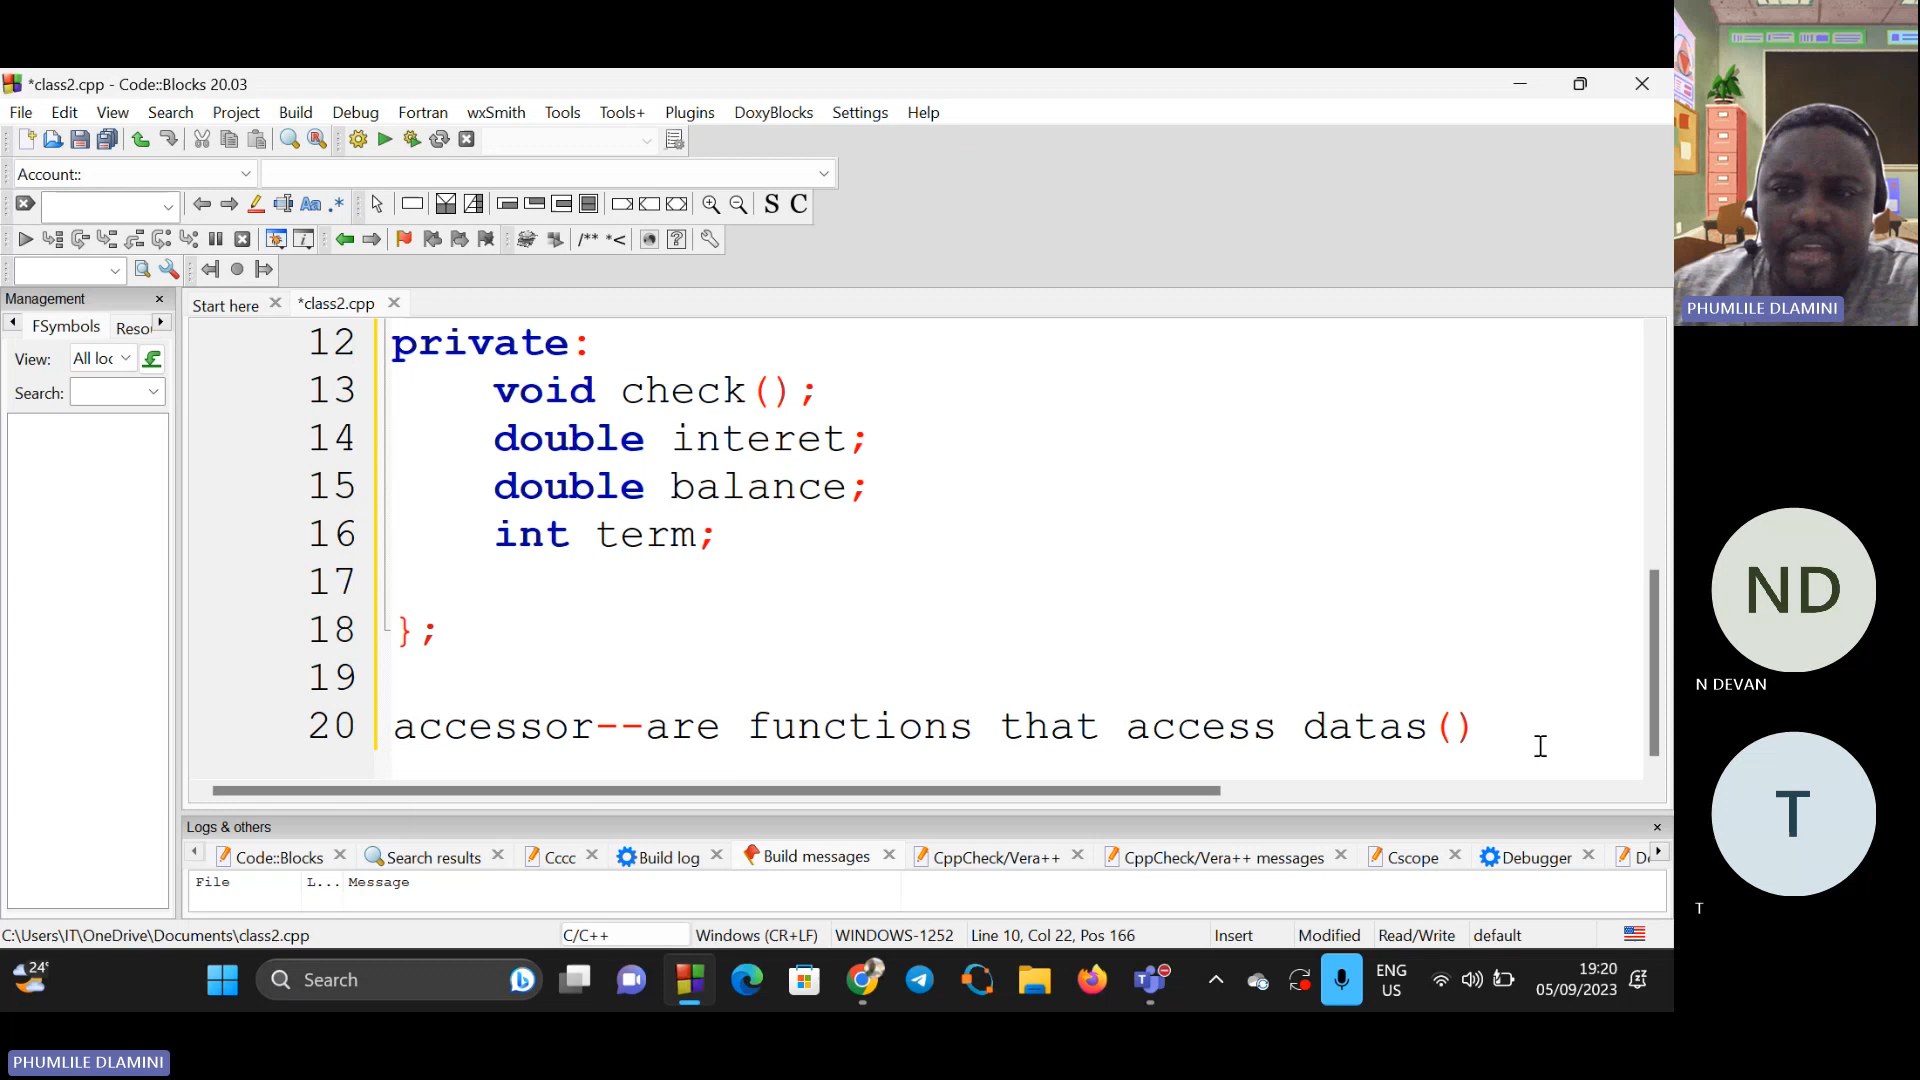 *class2.cpp - Code::Blocks 20.03
File Edit View Search Project Build Debug Fortran wxSmith Tools Tools+ Plugins DoxyBlocks Settings Help
Account::
S C
/** *<
Management
Start here *class2.cpp
FSymbols Reso
View: All loc
Search:
12 private:
13 void check();
14 double interet;
15 double balance;
16 int term;
17
18 };
19
20 accessor--are functions that access datas()
Logs & others
Code::Blocks Search results Cccc Build log Build messages CppCheck/Vera++ CppCheck/Vera++ messages Cscope Debugger
File L... Message
C:\Users\IT\OneDrive\Documents\class2.cpp C/C++ Windows (CR+LF) WINDOWS-1252 Line 10, Col 22, Pos 166 Insert Modified Read/Write default
24° Search ENG US 19:20 05/09/2023
PHUMLILE DLAMINI
ND
N DEVAN
T
T
PHUMLILE DLAMINI